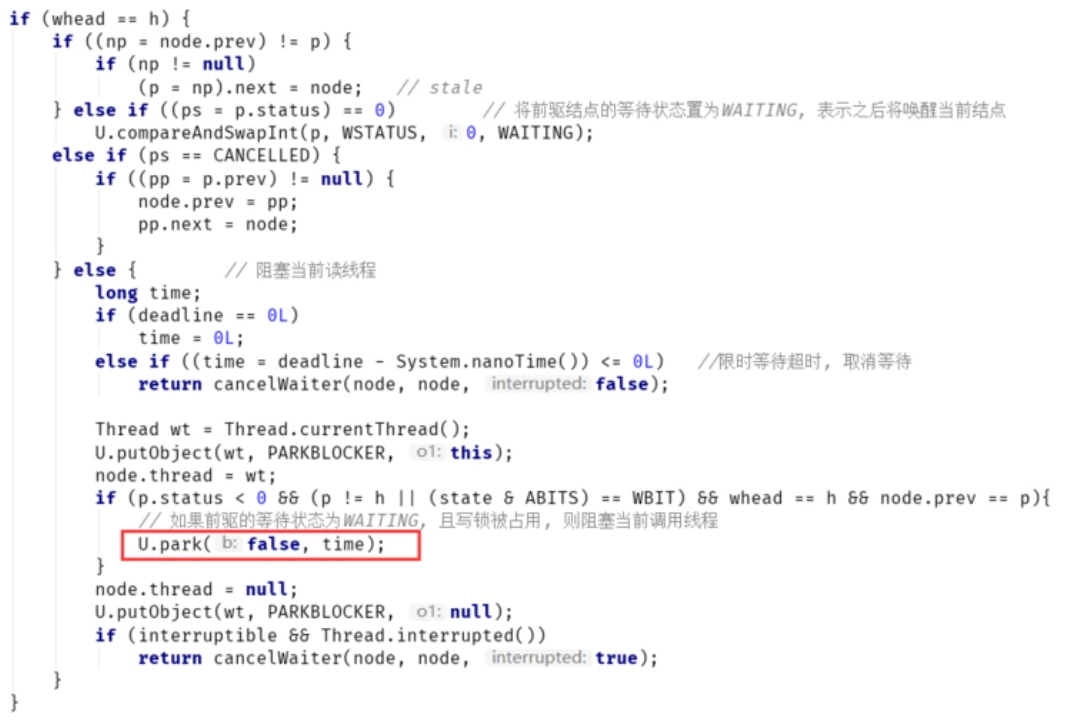 if (whead == h) {
    if ((np = node.prev) != p) {
        if (np != null)
            (p = np).next = node;   // stale
    } else if ((ps = p.status) == 0)        // 将前驱结点的等待状态置为WAITING, 表示之后将唤醒当前结点
        U.compareAndSwapInt(p, WSTATUS, i: 0, WAITING);
    else if (ps == CANCELLED) {
        if ((pp = p.prev) != null) {
            node.prev = pp;
            pp.next = node;
        }
    } else {        // 阻塞当前读线程
        long time;
        if (deadline == 0L)
            time = 0L;
        else if ((time = deadline - System.nanoTime()) <= 0L)   //限时等待超时, 取消等待
            return cancelWaiter(node, node, interrupted: false);

        Thread wt = Thread.currentThread();
        U.putObject(wt, PARKBLOCKER, o1: this);
        node.thread = wt;
        if (p.status < 0 && (p != h || (state & ABITS) == WBIT) && whead == h && node.prev == p){
            // 如果前驱的等待状态为WAITING, 且写锁被占用, 则阻塞当前调用线程
            U.park( b: false, time);
        }
        node.thread = null;
        U.putObject(wt, PARKBLOCKER, o1: null);
        if (interruptible && Thread.interrupted())
            return cancelWaiter(node, node, interrupted: true);
    }
}